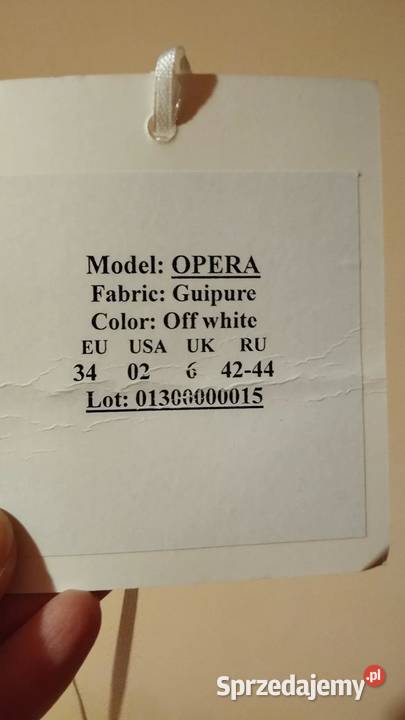 Model: OPERA
Fabric: Guipure
Color: Off white
EU USA UK RU
34 02 6 42-44
Lot: 01300000015
Sprzedajemy.pl